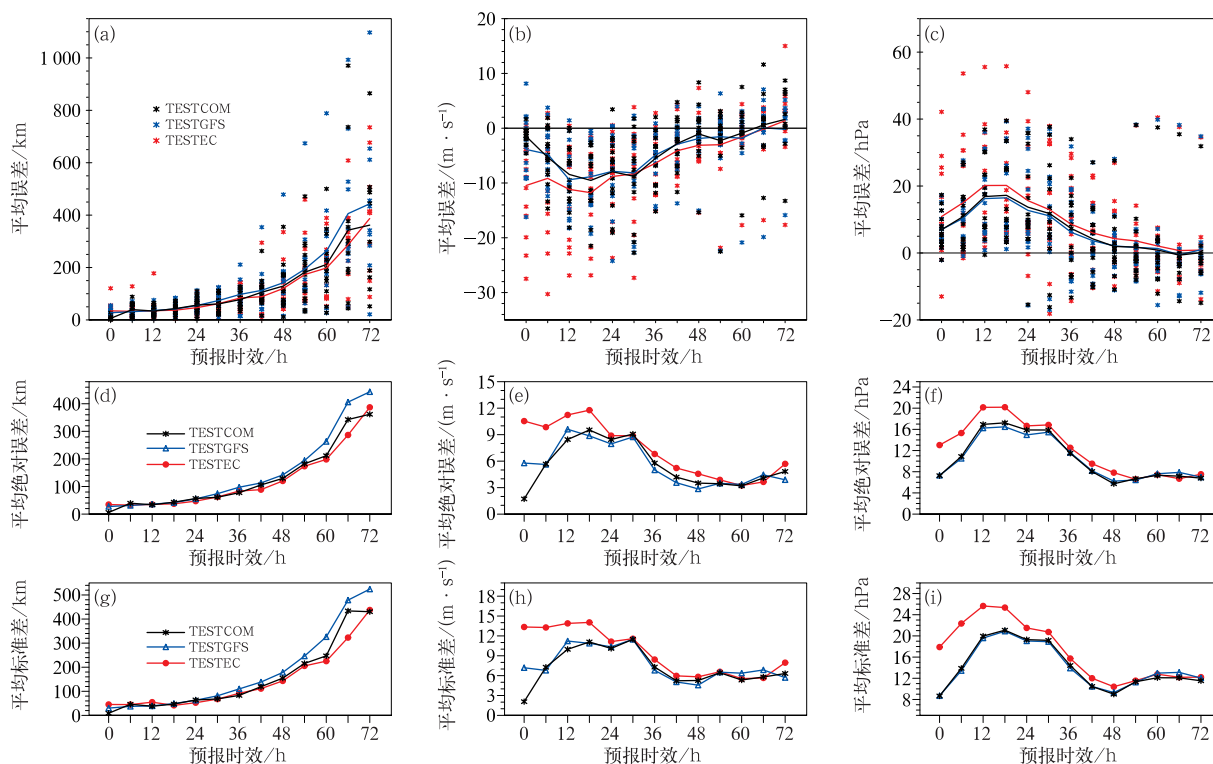 (a)
平均误差/km
1 000
800
600
400
200
0
TESTCOM
TESTGFS
TESTEC
0 12 24 36 48 60 72
预报时效/h
(b)
平均误差/(m·s⁻¹)
20
10
0
−10
−20
−30
0 12 24 36 48 60 72
预报时效/h
(c)
平均误差/hPa
60
40
20
0
−20
0 12 24 36 48 60 72
预报时效/h
(d)
平均绝对误差/km
400
300
200
100
0
TESTCOM
TESTGFS
TESTEC
0 12 24 36 48 60 72
预报时效/h
(e)
平均绝对误差/(m·s⁻¹)
15
12
9
6
3
0
0 12 24 36 48 60 72
预报时效/h
(f)
平均绝对误差/hPa
24
20
16
12
8
4
0
0 12 24 36 48 60 72
预报时效/h
(g)
平均标准差/km
500
400
300
200
100
0
TESTCOM
TESTGFS
TESTEC
0 12 24 36 48 60 72
预报时效/h
(h)
平均标准差/(m·s⁻¹)
18
15
12
9
6
3
0
0 12 24 36 48 60 72
预报时效/h
(i)
平均标准差/hPa
28
24
20
16
12
8
0 12 24 36 48 60 72
预报时效/h